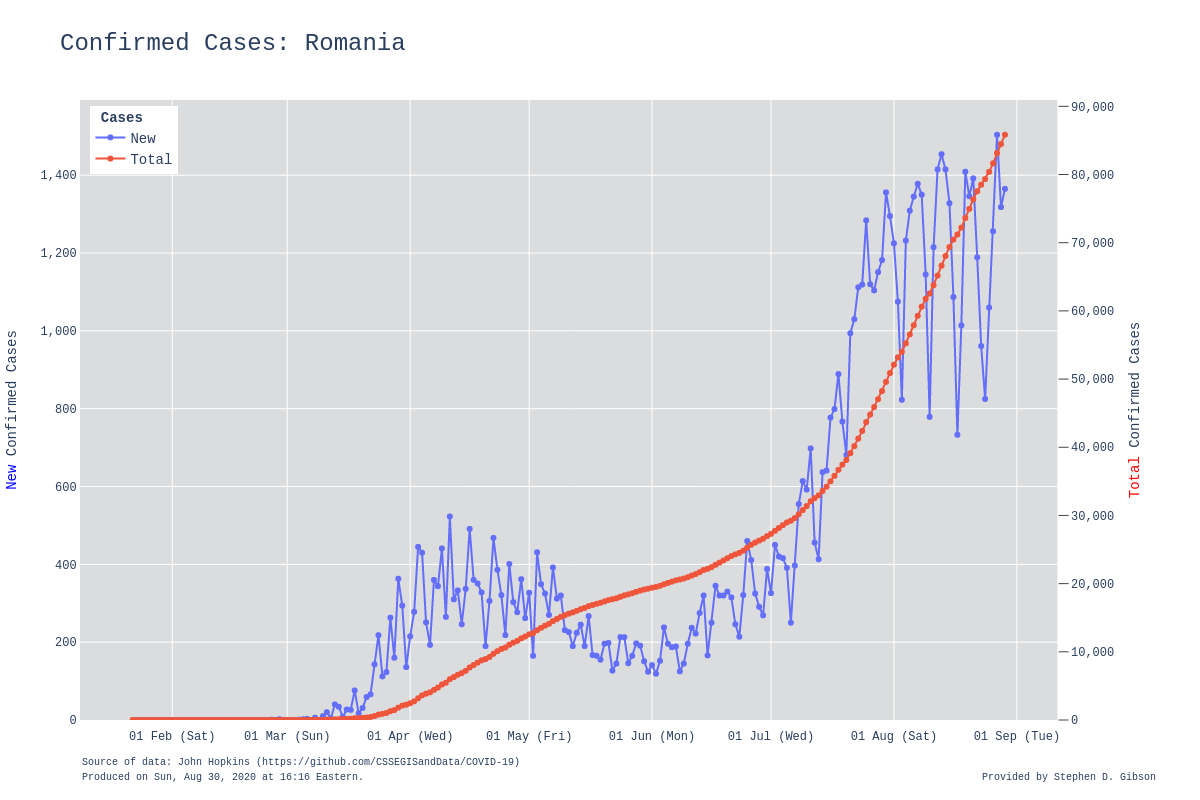 Confirmed Cases: Romania
Cases
New
Total
1,400
1,200
1,000
800
600
400
200
0
New Confirmed Cases
90,000
80,000
70,000
60,000
50,000
40,000
30,000
20,000
10,000
0
Total Confirmed Cases
01 Feb (Sat) 01 Mar (Sun) 01 Apr (Wed) 01 May (Fri) 01 Jun (Mon) 01 Jul (Wed) 01 Aug (Sat) 01 Sep (Tue)
Source of data: John Hopkins (https://github.com/CSSEGISandData/COVID-19)
Produced on Sun, Aug 30, 2020 at 16:16 Eastern.
Provided by Stephen D. Gibson